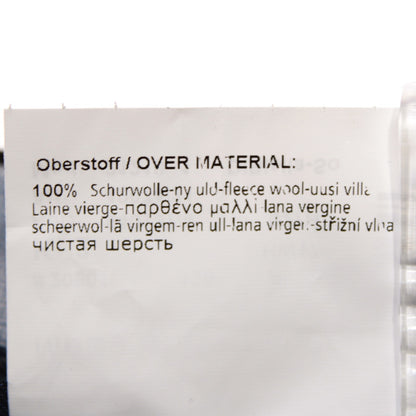 Oberstoff / OVER MATERIAL:
100% Schurwolle-ny uld-fleece wool-uusi villa
Laine vierge-παρθένο μαλλί-lana vergine
scheerwol-lã virgem-ren ull-lana virgen-střižní vlna
чистая шерсть